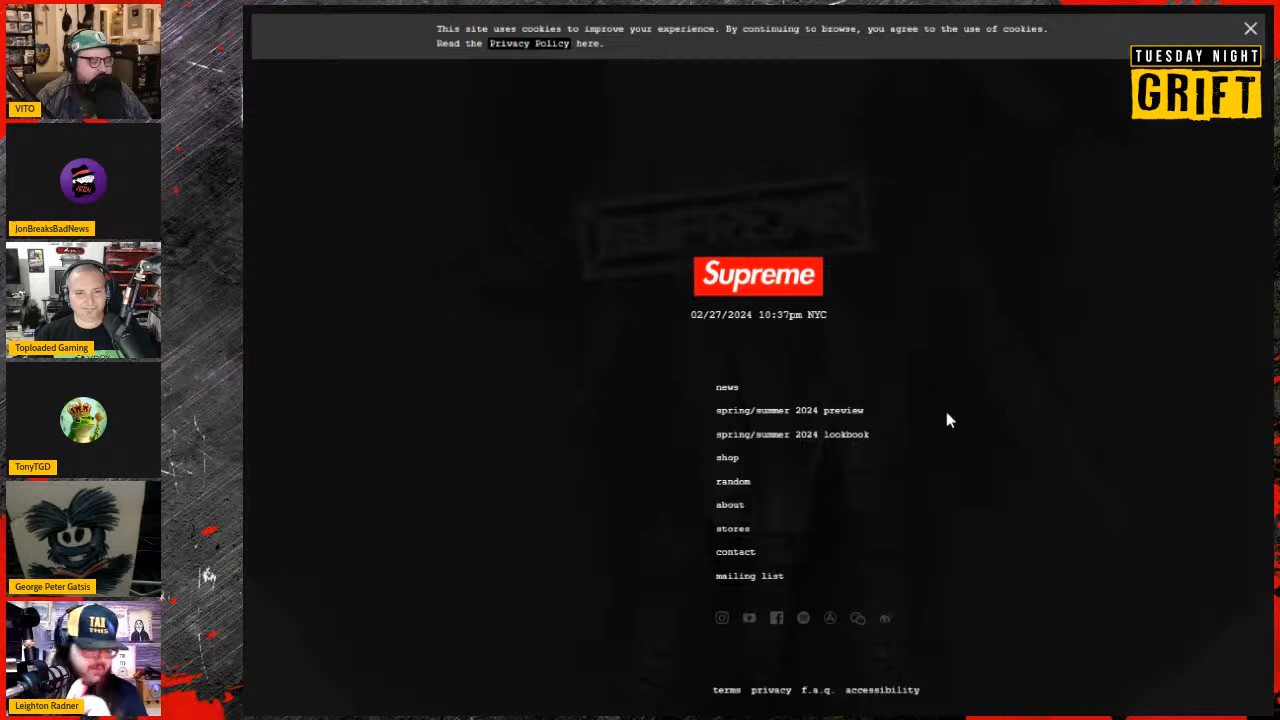 This site uses cookies to improve your experience. By continuing to browse, you agree to the use of cookies.
Read the Privacy Policy here.
TUESDAY NIGHT
GRIFT
VITO
JonBreaksBadNews
Toploaded Gaming
TonyTGD
George Peter Gatsis
TAX
THIS
Leighton Radner
Supreme
02/27/2024 10:37pm NYC
news
spring/summer 2024 preview
spring/summer 2024 lookbook
shop
random
about
stores
contact
mailing list
terms privacy f.a.q. accessibility